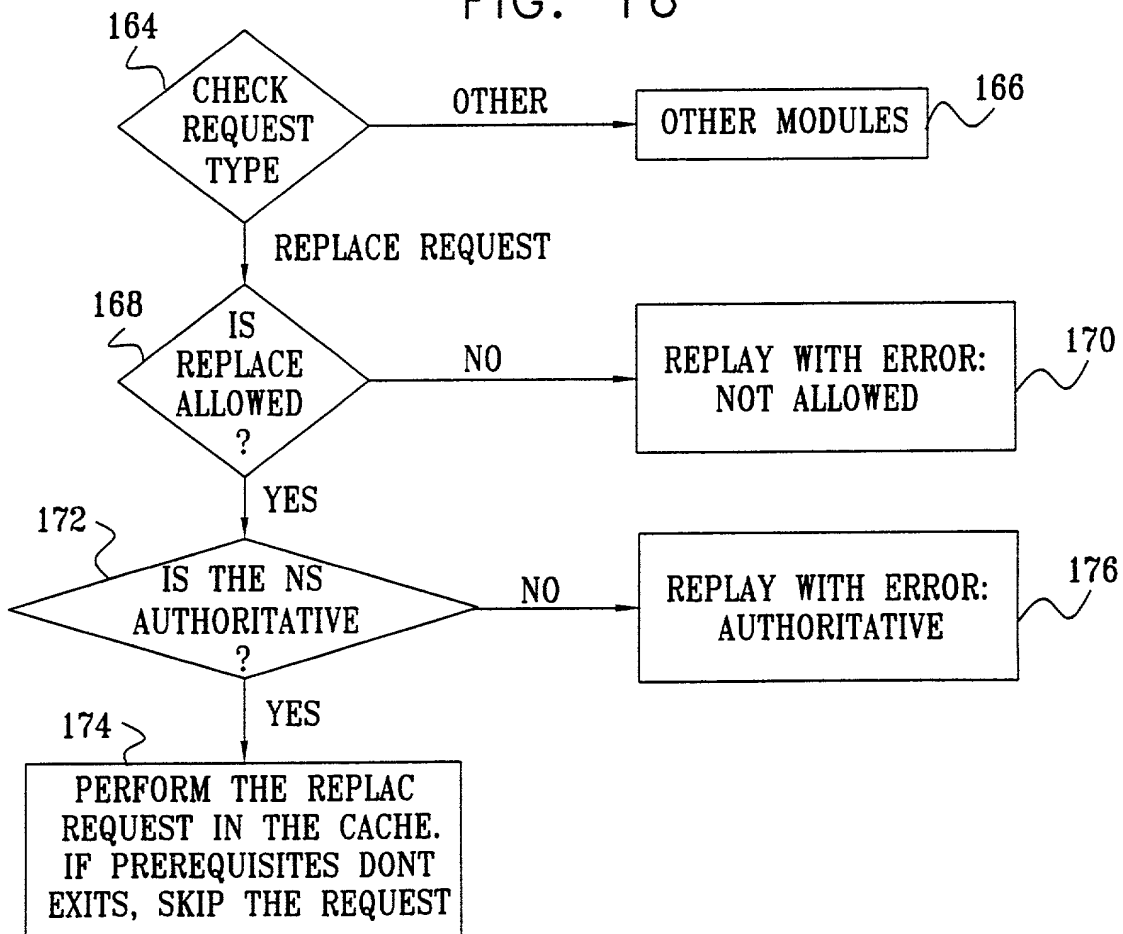 FIG. 16
164
CHECK
REQUEST
TYPE
OTHER
OTHER MODULES
166
REPLACE REQUEST
168
IS
REPLACE
ALLOWED
?
NO
REPLAY WITH ERROR:
NOT ALLOWED
170
YES
172
IS THE NS
AUTHORITATIVE
?
NO
REPLAY WITH ERROR:
AUTHORITATIVE
176
YES
174
PERFORM THE REPLAC
REQUEST IN THE CACHE.
IF PREREQUISITES DONT
EXITS, SKIP THE REQUEST